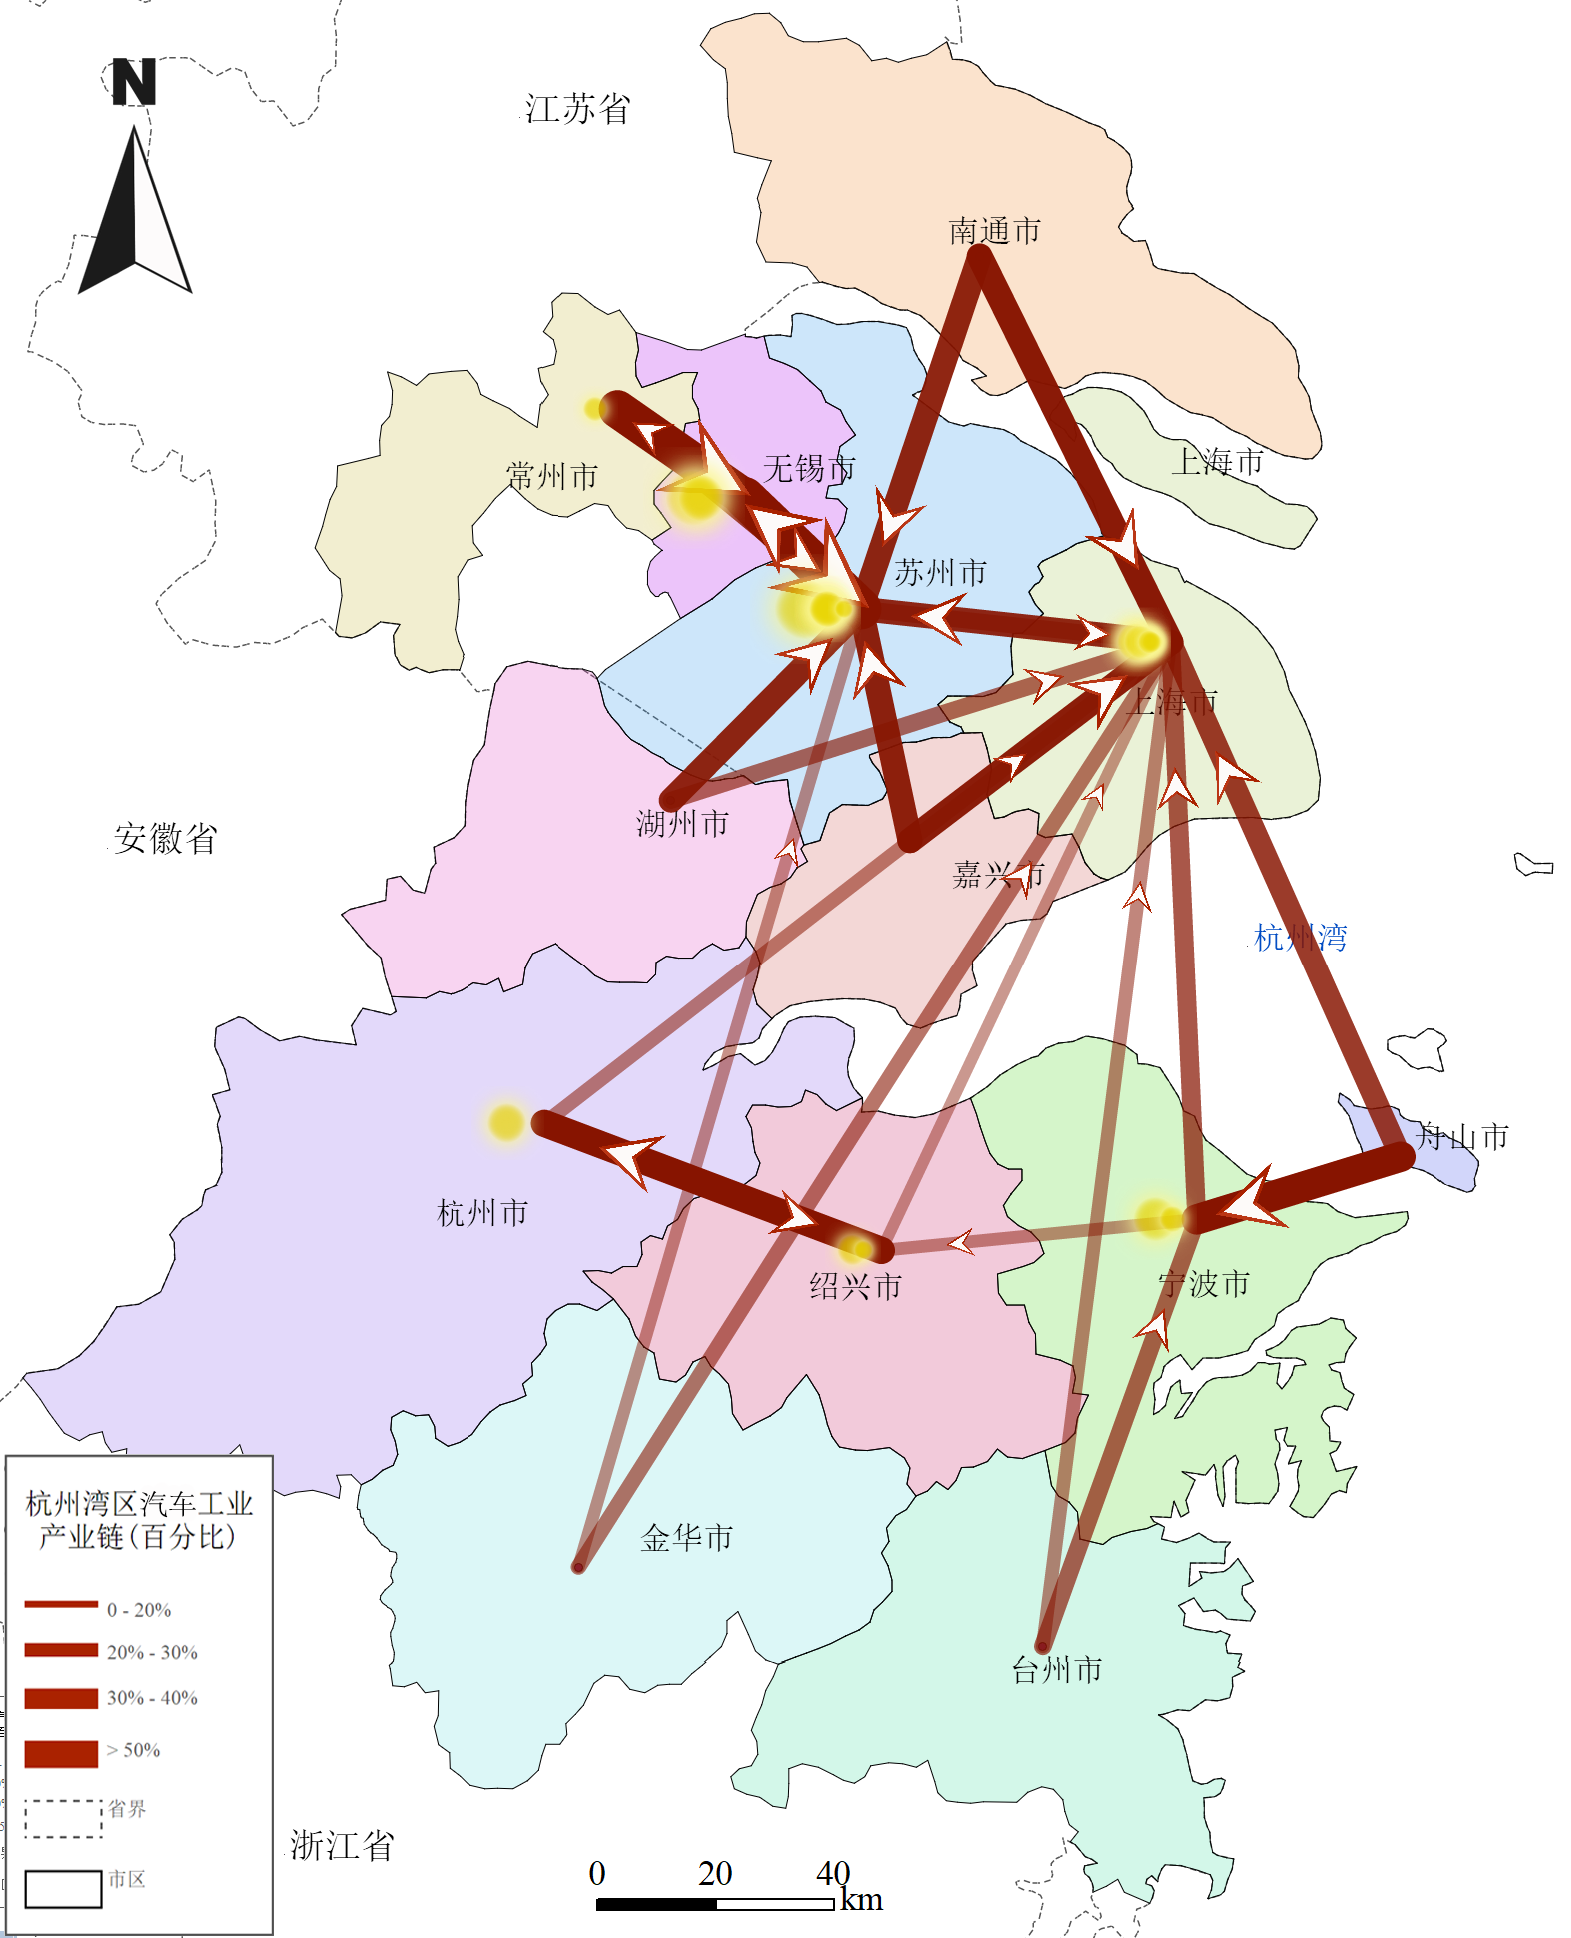 N
江苏省
南通市
上海市
无锡市
常州市
苏州市
上海市
湖州市
安徽省
嘉兴市
杭州湾
舟山市
杭州市
绍兴市
宁波市
杭州湾区汽车工业
产业链(百分比)
金华市
0 - 20%
20% - 30%
台州市
30% - 40%
> 50%
省界
浙江省
市区
0 20 40
km